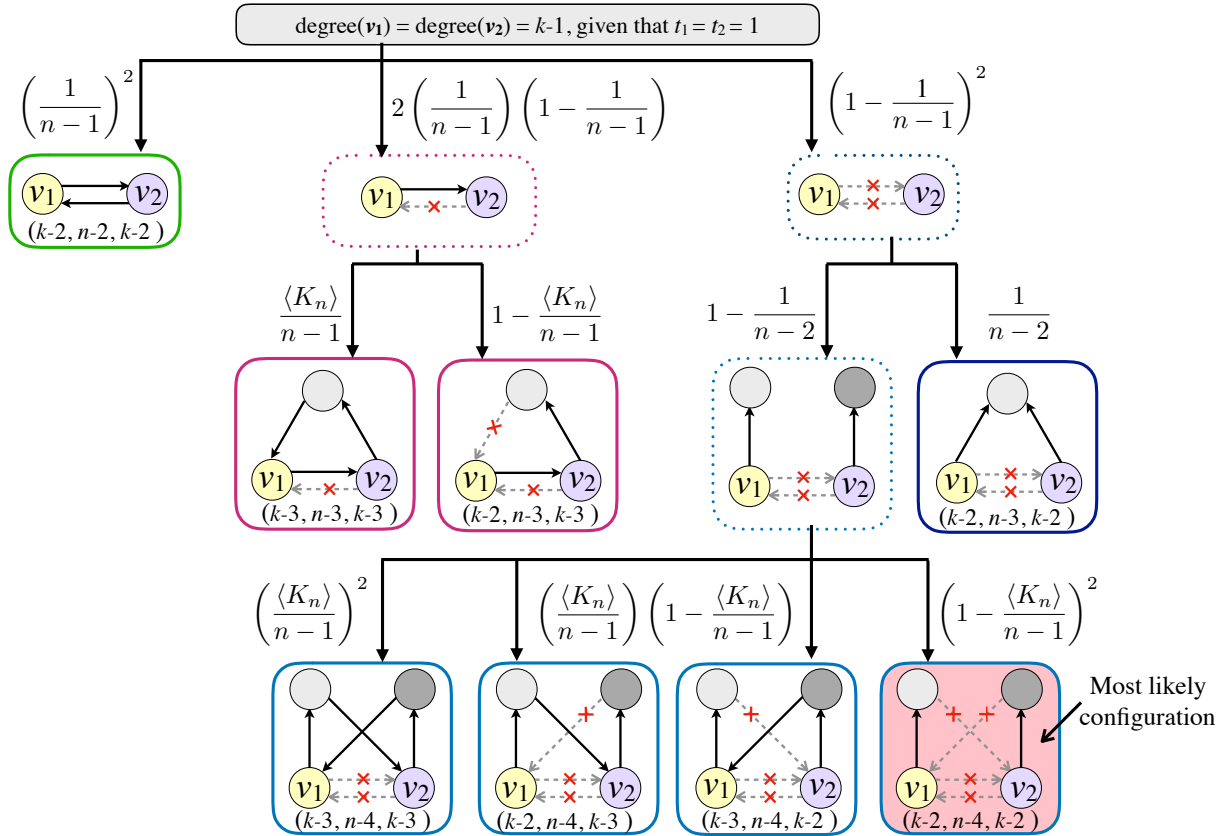 degree(v₁) = degree(v₂) = k-1, given that t₁ = t₂ = 1
(1/(n − 1))²
2 (1/(n − 1)) (1 − 1/(n − 1))
(1 − 1/(n − 1))²
v₁ v₂
(k-2, n-2, k-2)
v₁ × v₂
v₁ × × v₂
⟨Kₙ⟩/(n − 1)
1 − ⟨Kₙ⟩/(n − 1)
1 − 1/(n − 2)
1/(n − 2)
v₁ × v₂
(k-3, n-3, k-3)
×
v₁ × v₂
(k-2, n-3, k-3)
v₁ × × v₂
v₁ × × v₂
(k-2, n-3, k-2)
(⟨Kₙ⟩/(n − 1))²
(⟨Kₙ⟩/(n − 1)) (1 − ⟨Kₙ⟩/(n − 1))
(1 − ⟨Kₙ⟩/(n − 1))²
v₁ × × v₂
(k-3, n-4, k-3)
+
v₁ × × v₂
(k-2, n-4, k-3)
+
v₁ × × v₂
(k-3, n-4, k-2)
+ +
v₁ × × v₂
(k-2, n-4, k-2)
Most likely
configuration